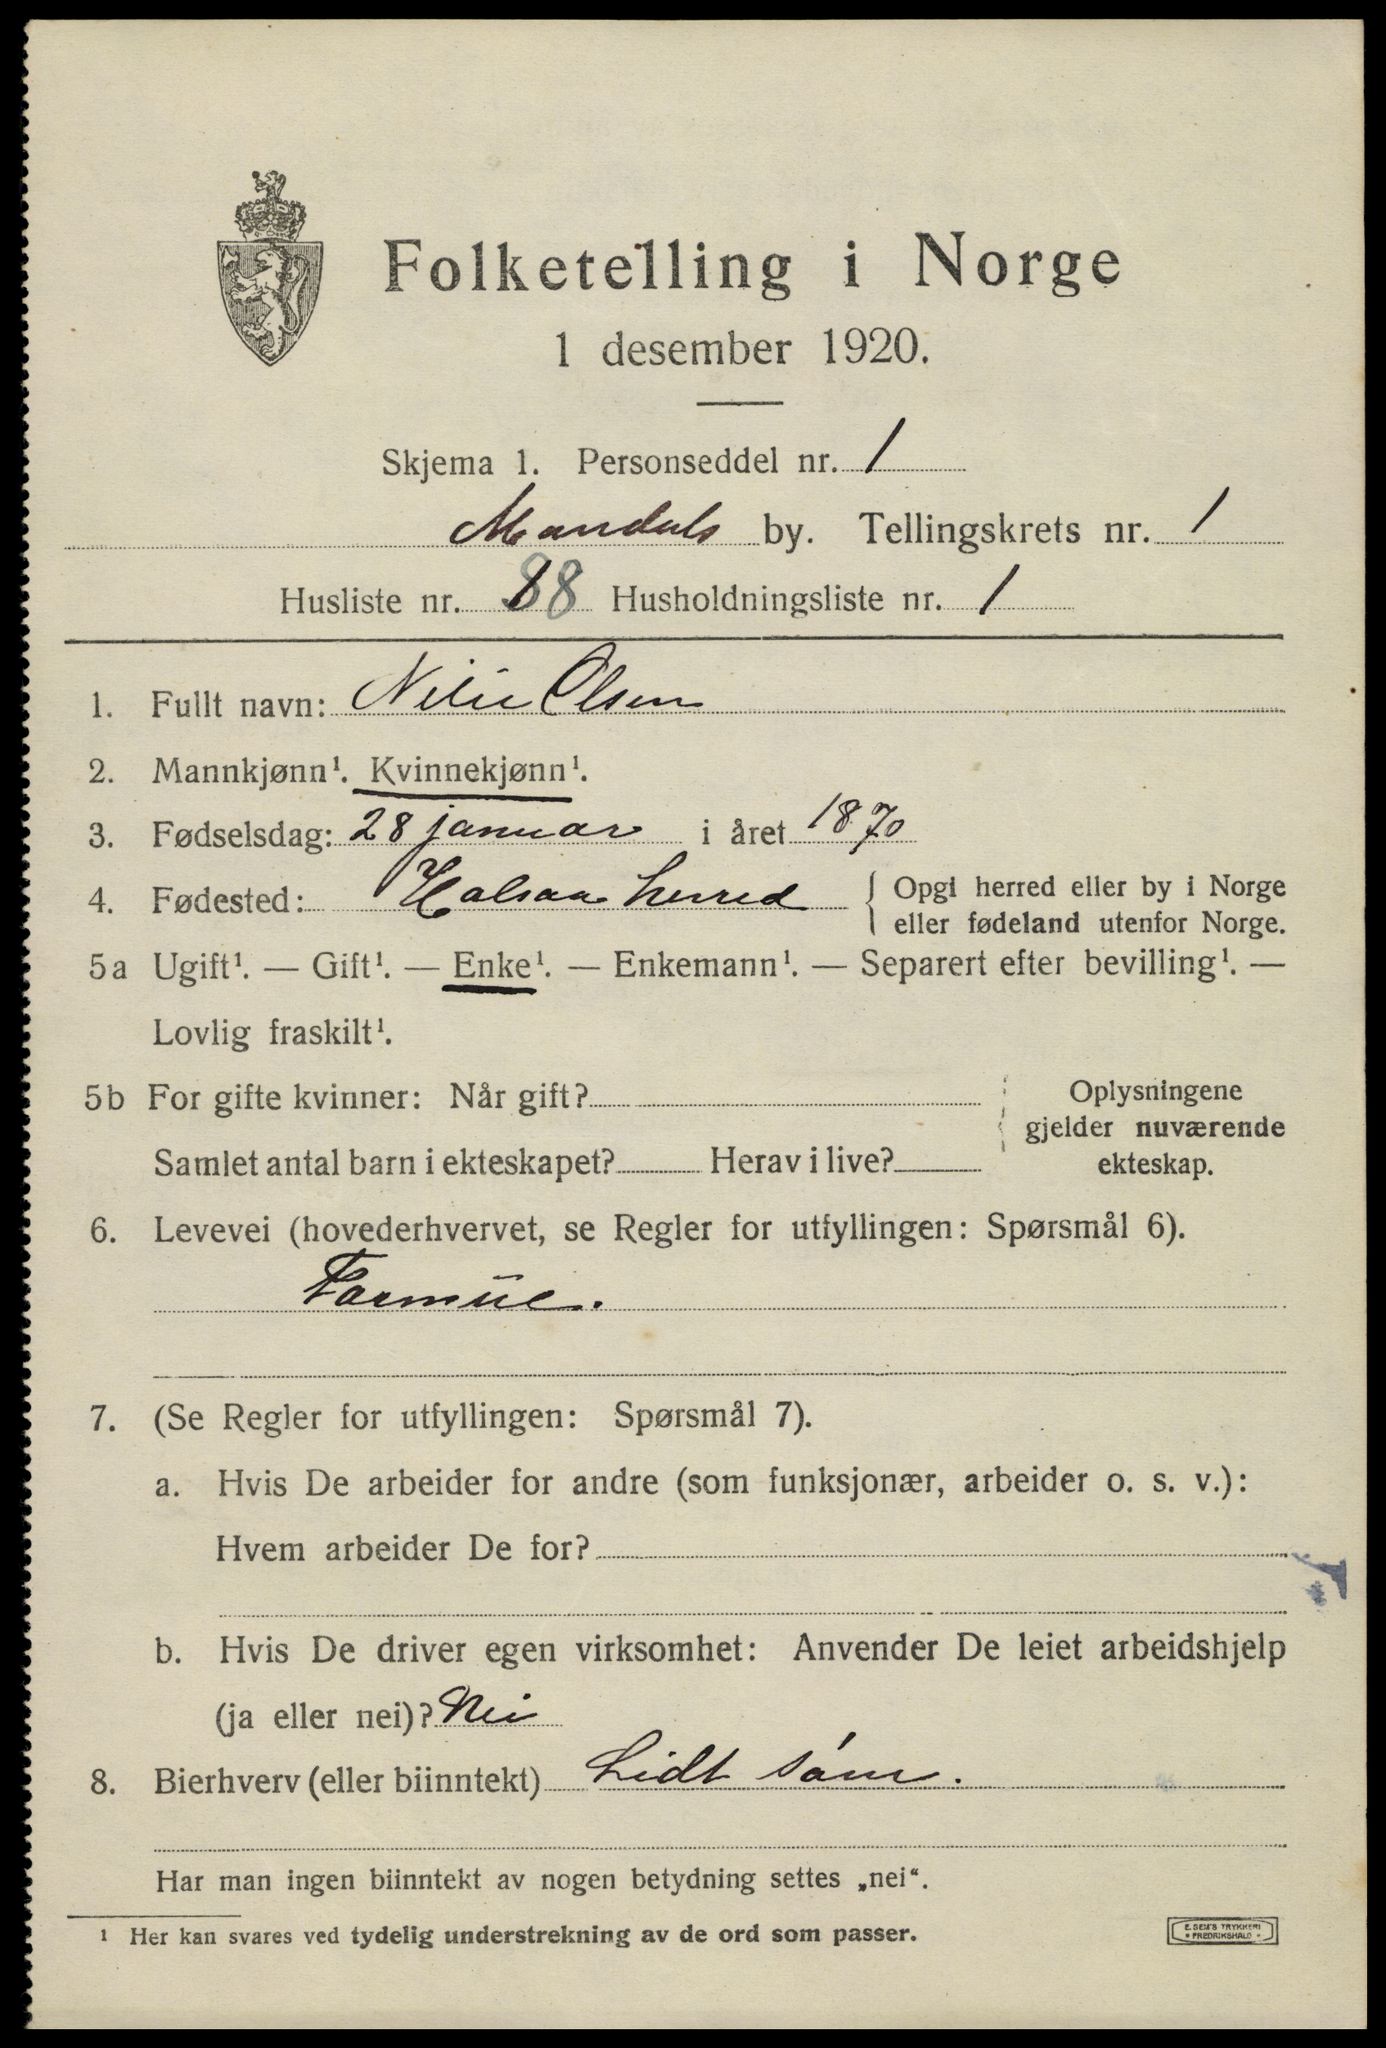 Folketelling i Norge
1 desember 1920.
Skjema 1. Personseddel nr. 1
Mandals by. Tellingskrets nr. 1
Husliste nr. 88 Husholdningsliste nr. 1
1. Fullt navn: Nilie Olsen
2. Mannkjønn¹. Kvinnekjønn¹.
3. Fødselsdag: 28 januar i året 1870
4. Fødested: Halsaa herred { Opgi herred eller by i Norge
eller fødeland utenfor Norge.
5a Ugift¹. — Gift¹. — Enke¹. — Enkemann¹. — Separert efter bevilling¹. —
Lovlig fraskilt¹.
5b For gifte kvinner: Når gift?
Samlet antal barn i ekteskapet? Herav i live?
Oplysningene
gjelder nuværende
ekteskap.
6. Levevei (hovederhvervet, se Regler for utfyllingen: Spørsmål 6).
Formue.
7. (Se Regler for utfyllingen: Spørsmål 7).
a. Hvis De arbeider for andre (som funksjonær, arbeider o. s. v.):
Hvem arbeider De for?
b. Hvis De driver egen virksomhet: Anvender De leiet arbeidshjelp
(ja eller nei)? Nei
8. Bierhverv (eller biinntekt) Lidt søm.
Har man ingen biinntekt av nogen betydning settes „nei“.
¹ Her kan svares ved tydelig understrekning av de ord som passer.
E. SEM'S TRYKKERI
• FREDRIKSHALD •